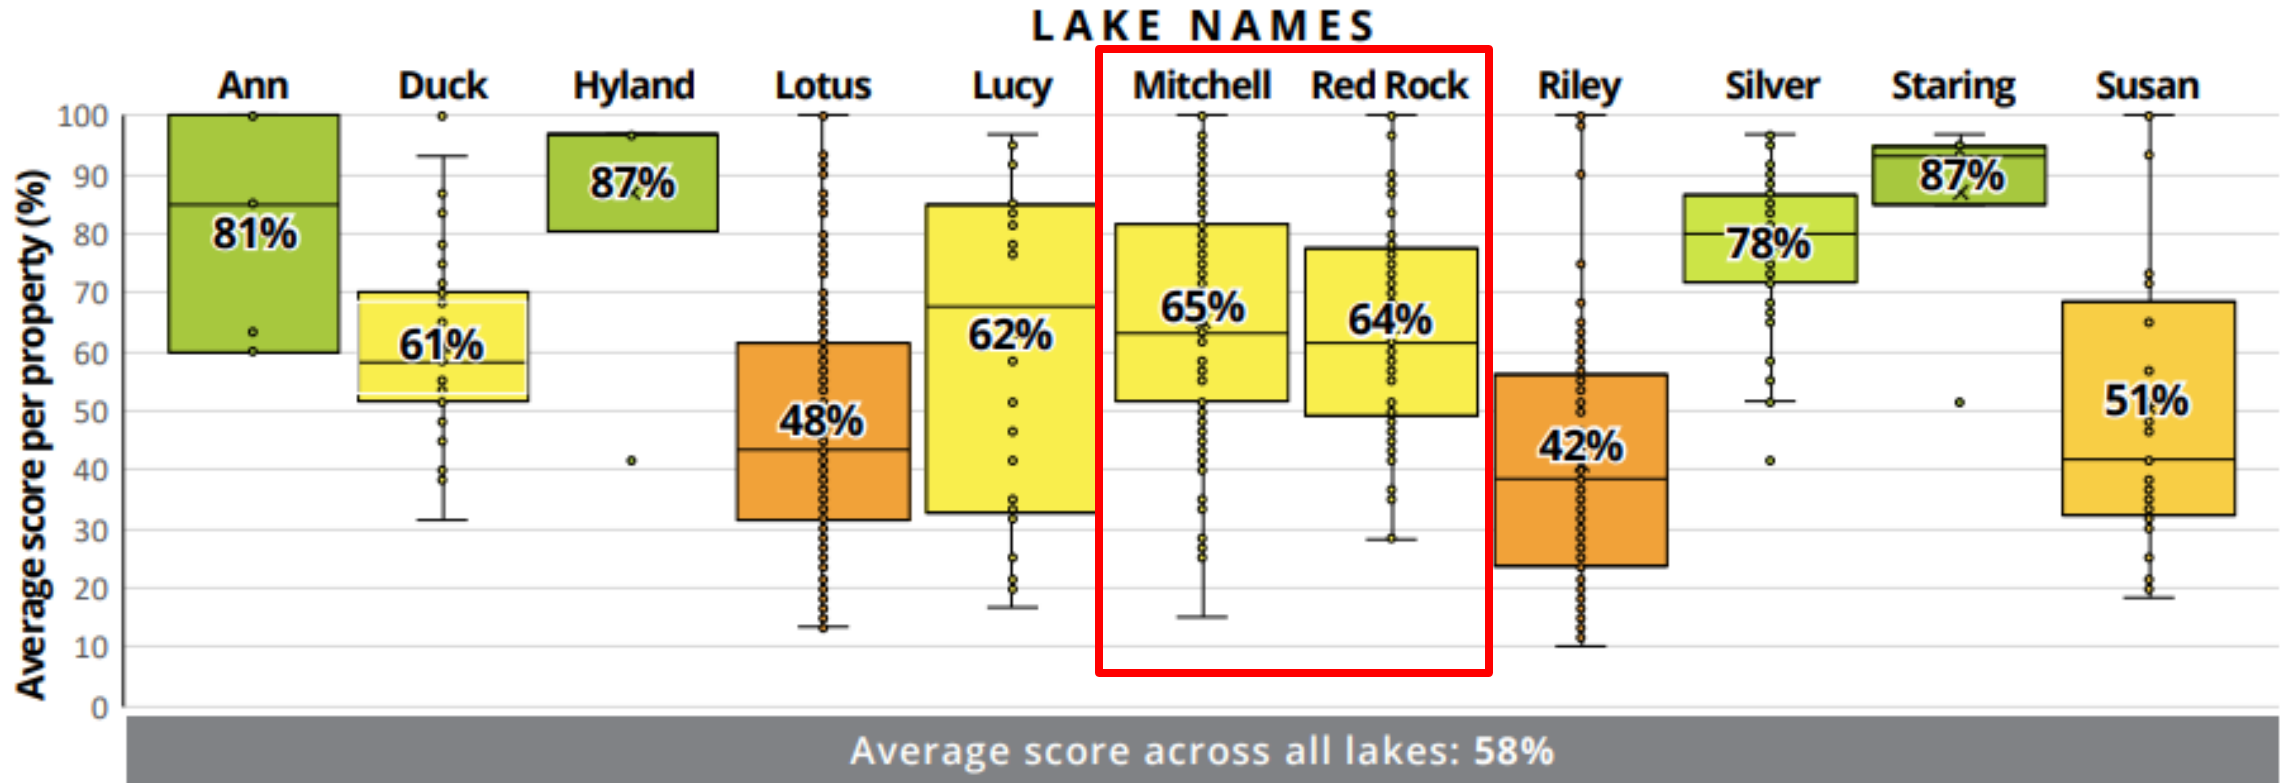 LAKE NAMES
Ann Duck Hyland Lotus Lucy Mitchell Red Rock Riley Silver Staring Susan
Average score per property (%)
100
90
80
70
60
50
40
30
20
10
0
81% 61% 87% 48% 62% 65% 64% 42% 78% 87% 51%
Average score across all lakes: 58%